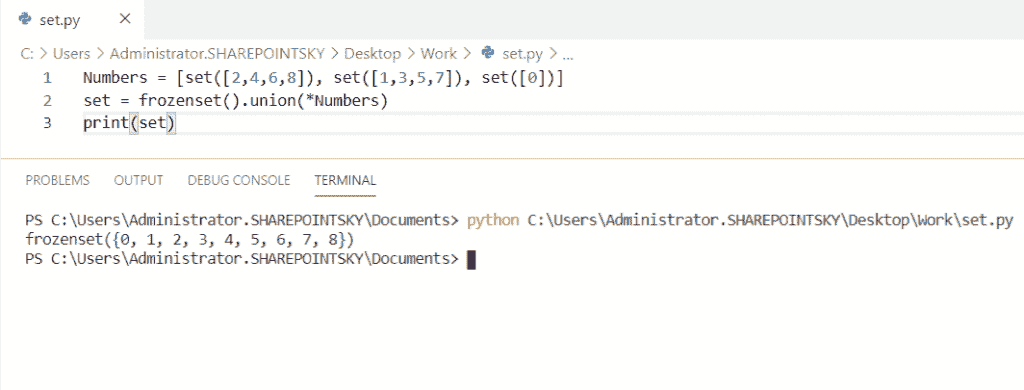 set.py ×
C: > Users > Administrator.SHAREPOINTSKY > Desktop > Work > set.py > ...
1 Numbers = [set([2,4,6,8]), set([1,3,5,7]), set([0])]
2 set = frozenset().union(*Numbers)
3 print(set)
PROBLEMS OUTPUT DEBUG CONSOLE TERMINAL
PS C:\Users\Administrator.SHAREPOINTSKY\Documents> python C:\Users\Administrator.SHAREPOINTSKY\Desktop\Work\set.py
frozenset({0, 1, 2, 3, 4, 5, 6, 7, 8})
PS C:\Users\Administrator.SHAREPOINTSKY\Documents>